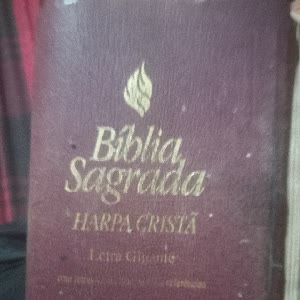 Bíblia
Sagrada
HARPA CRISTÃ
Letra Gigante